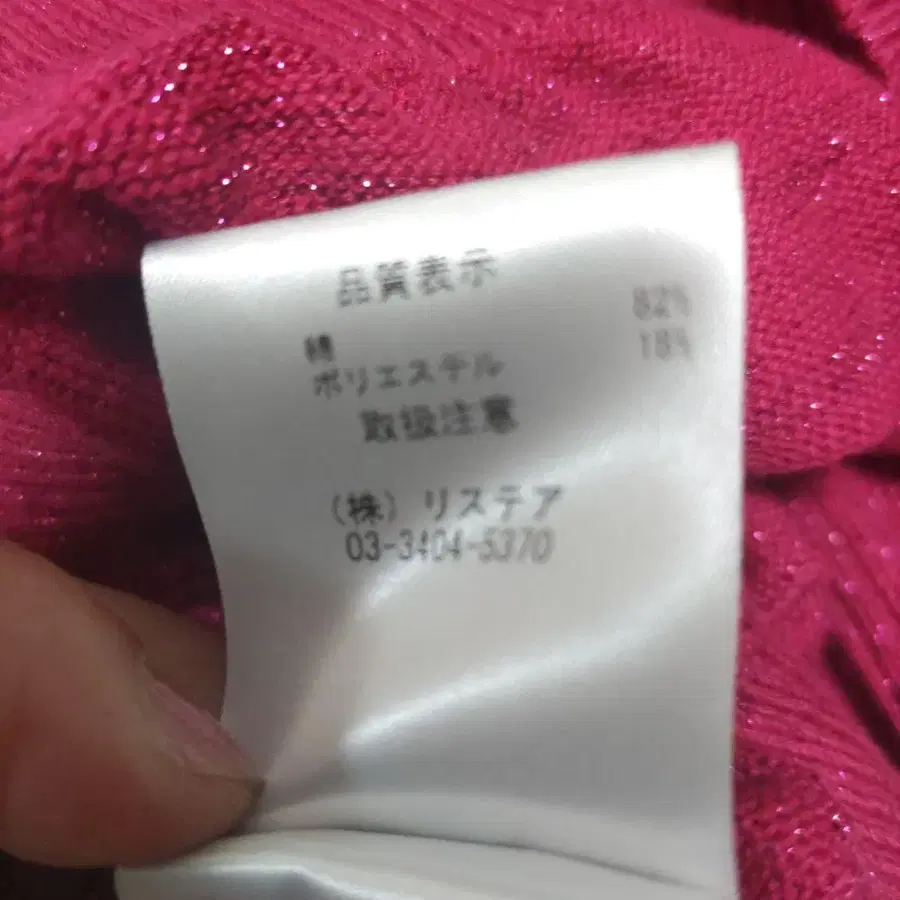 品質表示
綿 82%
ポリエステル 18%
取扱注意
(株) リステア
03-3404-5370